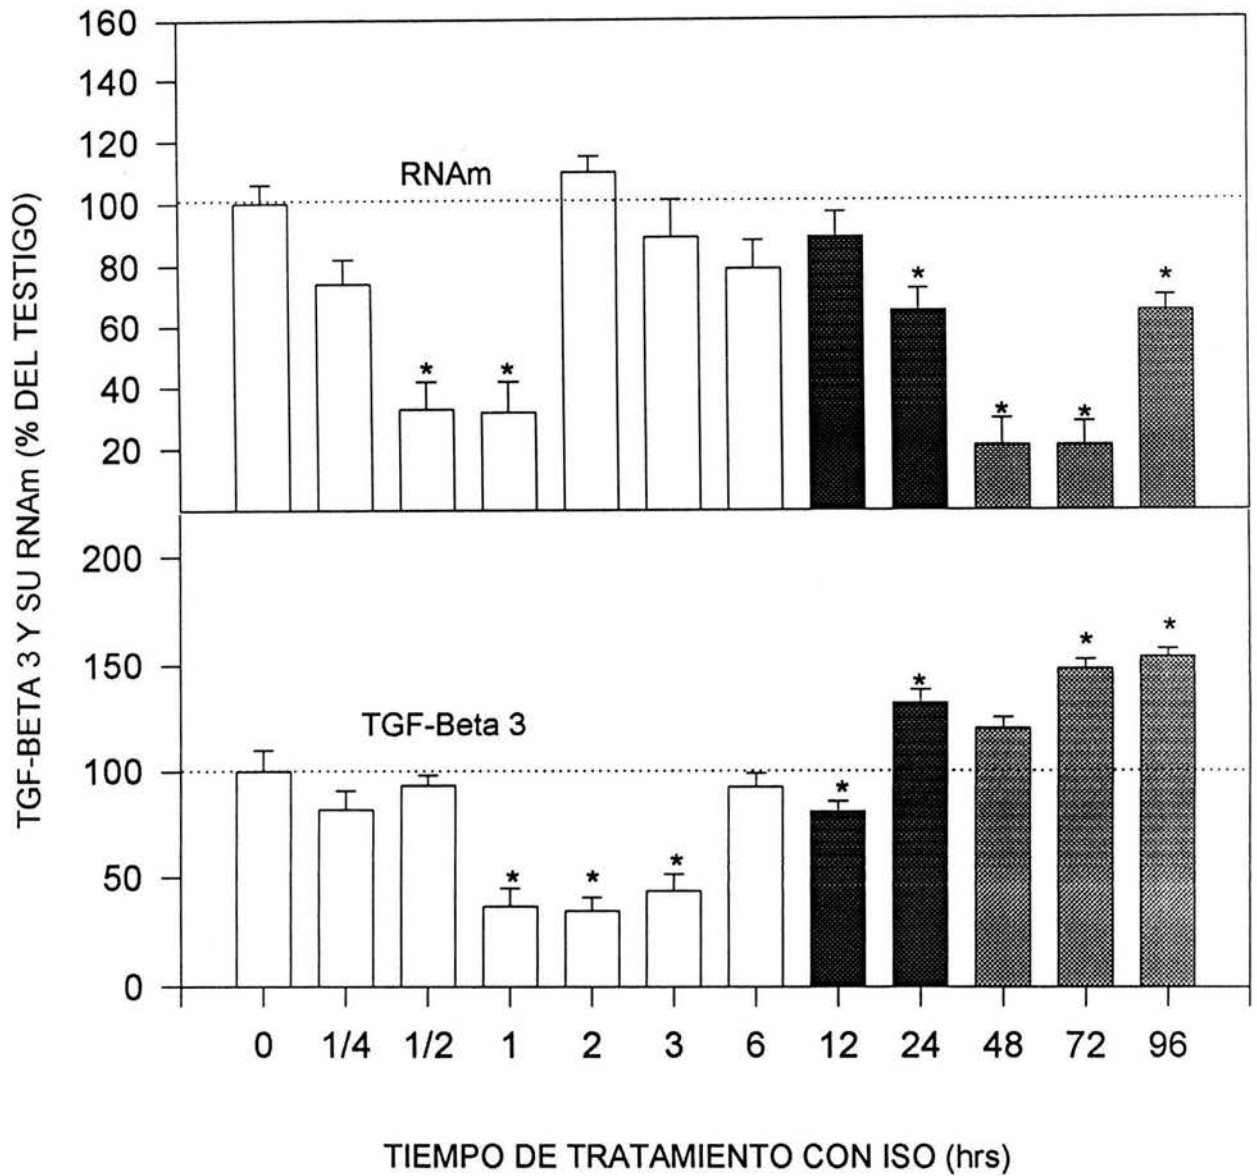 TGF-BETA 3 Y SU RNAm (% DEL TESTIGO)
160
140
120
100
80
60
40
20
RNAm
* * * * * *
200
150
100
50
0
TGF-Beta 3
* * * * * * *
0 1/4 1/2 1 2 3 6 12 24 48 72 96
TIEMPO DE TRATAMIENTO CON ISO (hrs)